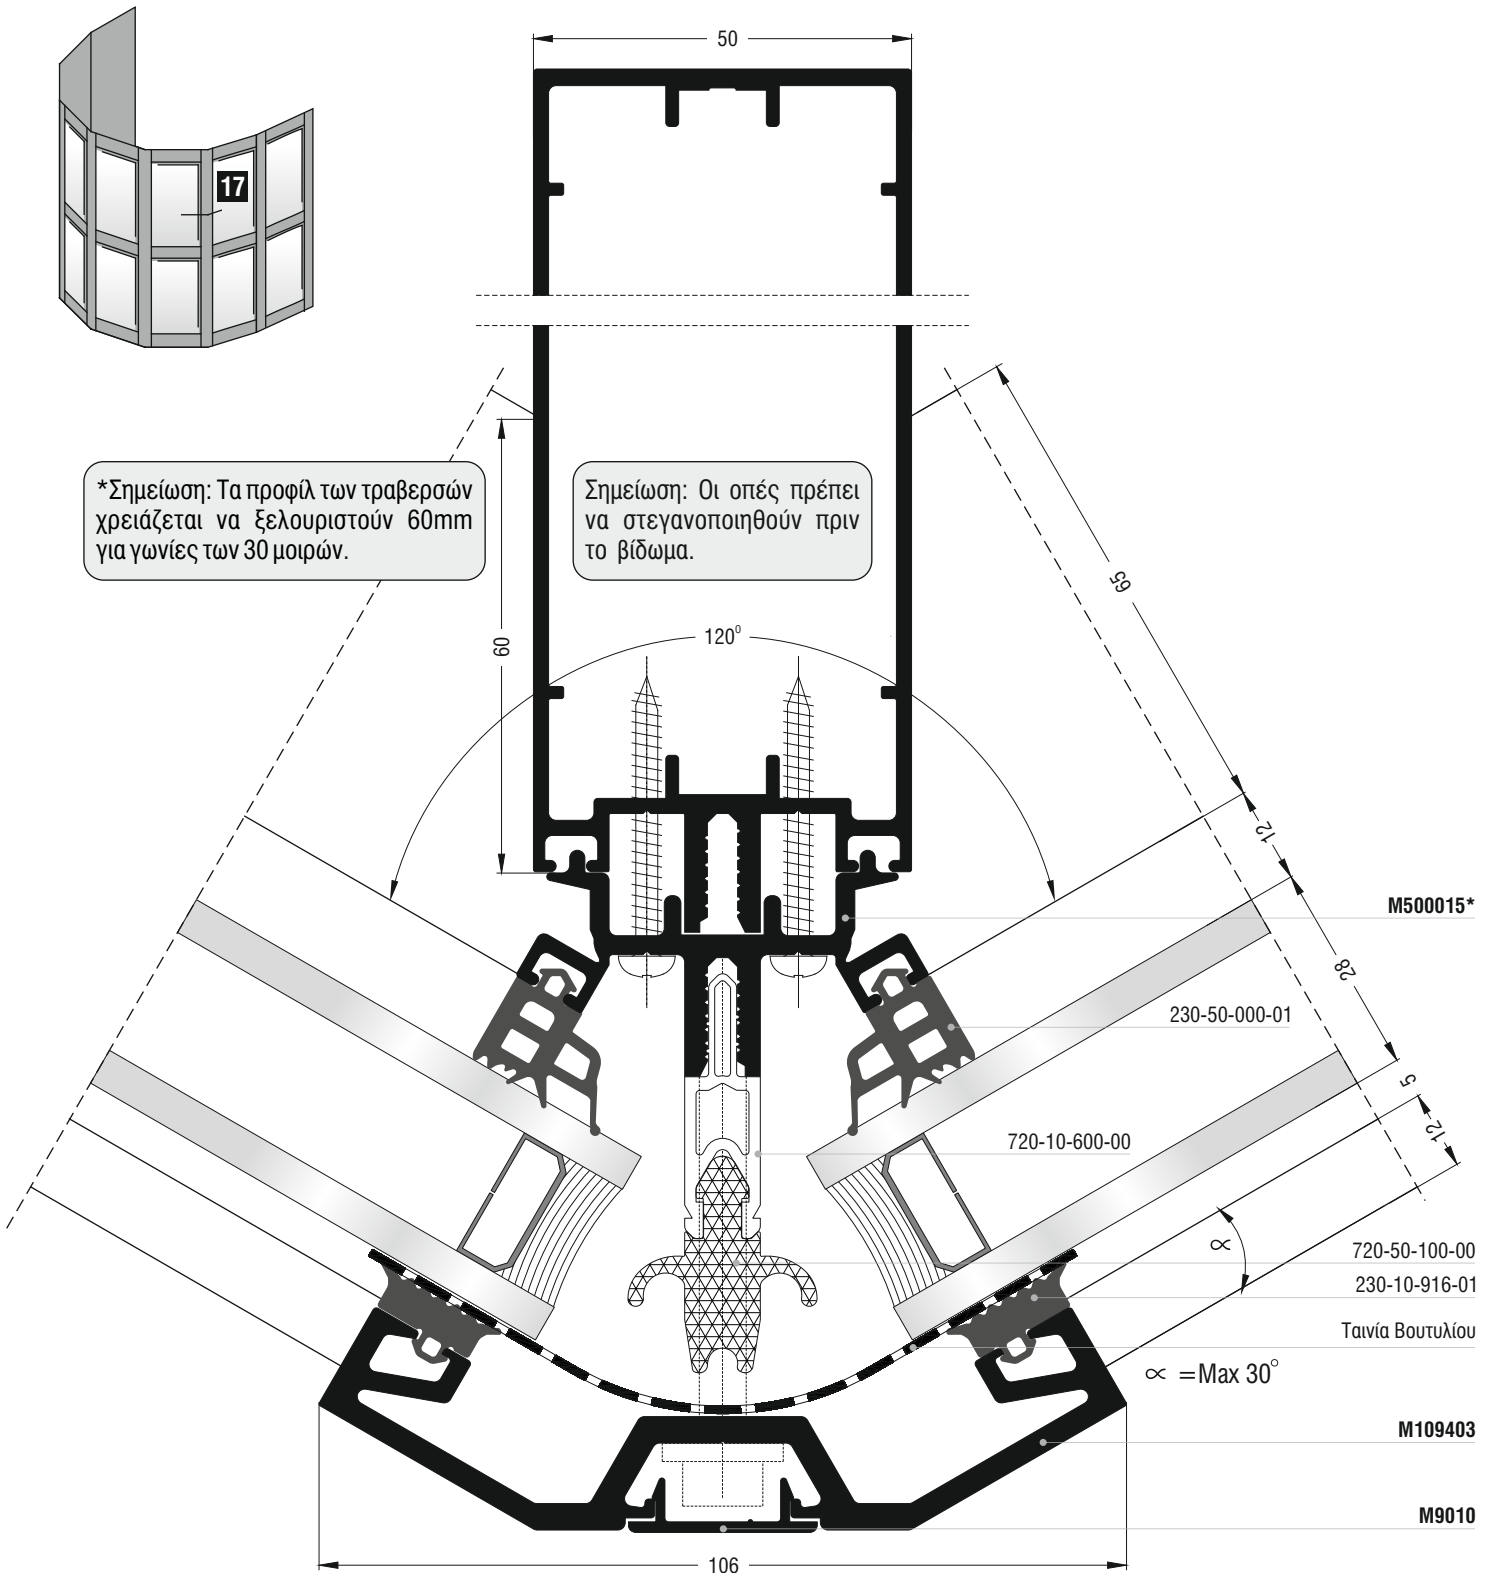 50
17
*Σημείωση: Τα προφίλ των τραβερσών
χρειάζεται να ξελουριστούν 60mm
για γωνίες των 30 μοιρών.
Σημείωση: Οι οπές πρέπει
να στεγανοποιηθούν πριν
το βίδωμα.
65
60
120⁰
12
M500015*
28
230-50-000-01
5
12
720-10-600-00
∝
720-50-100-00
230-10-916-01
Ταινία Βουτυλίου
∝ =Max 30°
M109403
M9010
106